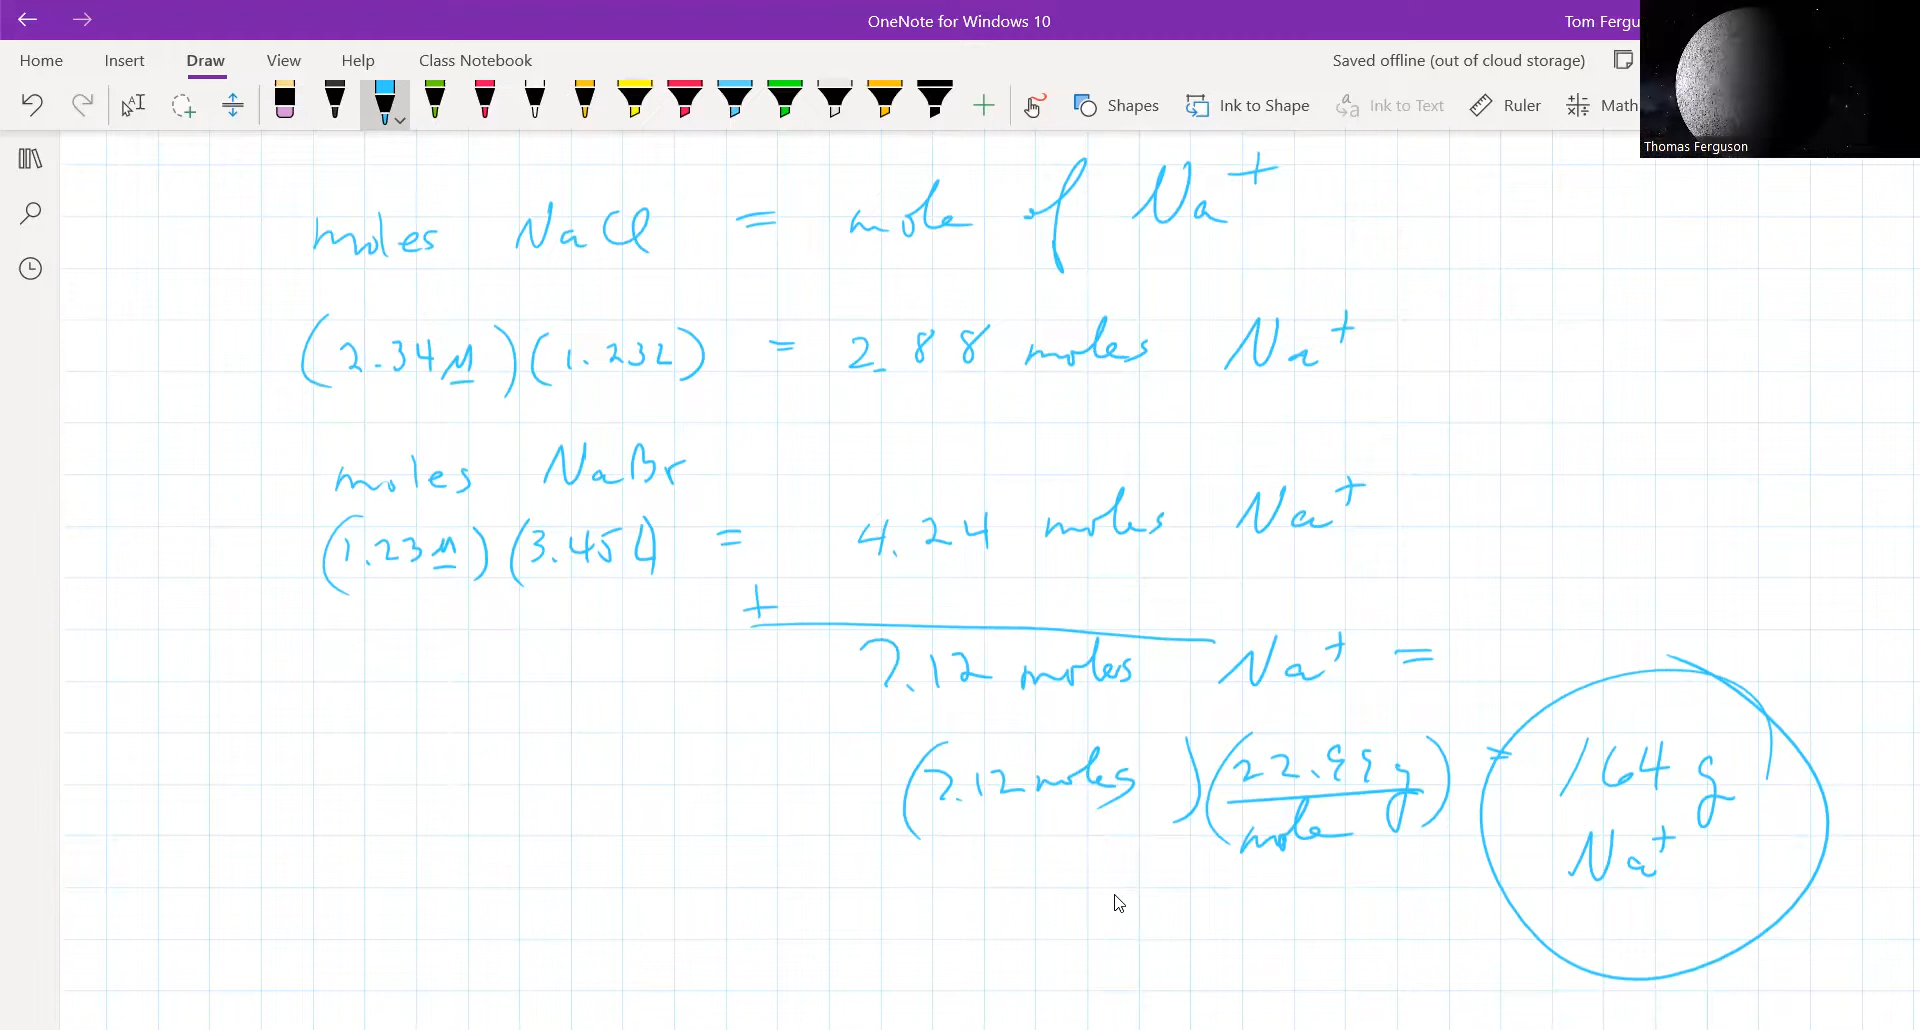 OneNote for Windows 10
Tom Fergu
Home Insert Draw View Help Class Notebook
Saved offline (out of cloud storage)
Shapes Ink to Shape Ink to Text Ruler Math
Thomas Ferguson
moles NaCl = mole of Na⁺
(2.34M)(1.23L) = 2.88 moles Na⁺
moles NaBr
(1.23M)(3.45L) = 4.24 moles Na⁺
+
7.12 moles Na⁺ =
(7.12 moles)(22.99 g/mole) = 164 g
Na⁺